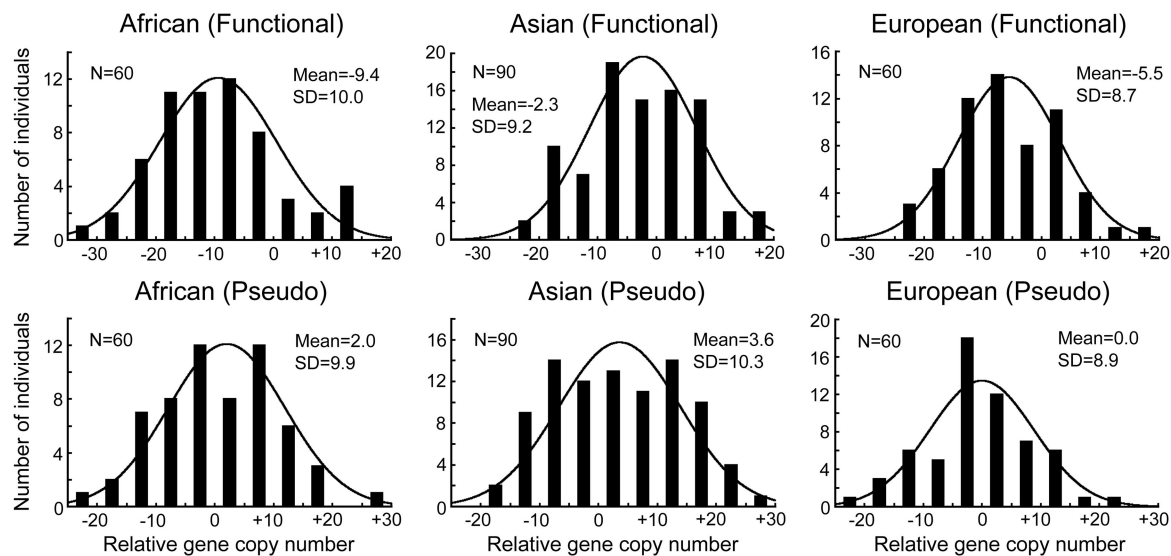 African (Functional)
Asian (Functional)
European (Functional)
Number of individuals
12
8
4
0
N=60
Mean=-9.4
SD=10.0
-30 -20 -10 0 +10 +20
20
16
12
8
4
0
N=90
Mean=-2.3
SD=9.2
-30 -20 -10 0 +10 +20
16
12
8
4
0
N=60
Mean=-5.5
SD=8.7
-30 -20 -10 0 +10 +20
African (Pseudo)
Asian (Pseudo)
European (Pseudo)
Number of individuals
12
8
4
0
N=60
Mean=2.0
SD=9.9
-20 -10 0 +10 +20 +30
Relative gene copy number
16
12
8
4
0
N=90
Mean=3.6
SD=10.3
-20 -10 0 +10 +20 +30
Relative gene copy number
20
16
12
8
4
0
N=60
Mean=0.0
SD=8.9
-20 -10 0 +10 +20 +30
Relative gene copy number